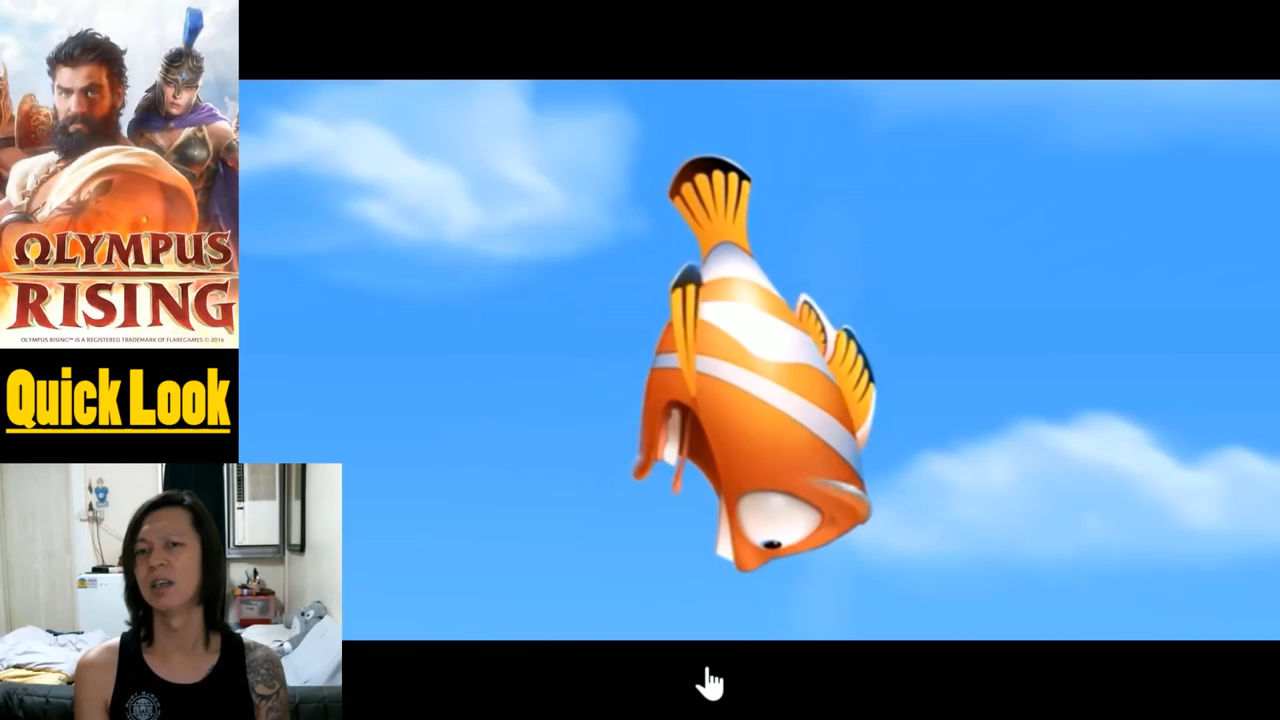 OLYMPUS
RISING
OLYMPUS RISING™ IS A REGISTERED TRADEMARK OF FLAREGAMES © 2016
Quick Look